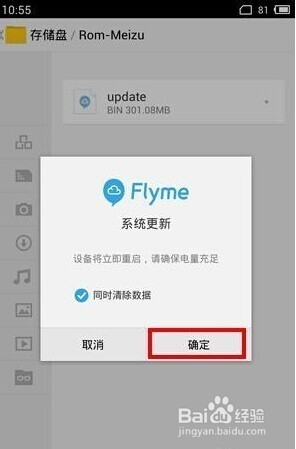 10:55
81
存储盘 / Rom-Meizu
update
BIN 301.08MB
Flyme
系统更新
设备将立即重启，请确保电量充足
同时清除数据
取消
确定
Baidu经验
jingyan.baidu.com